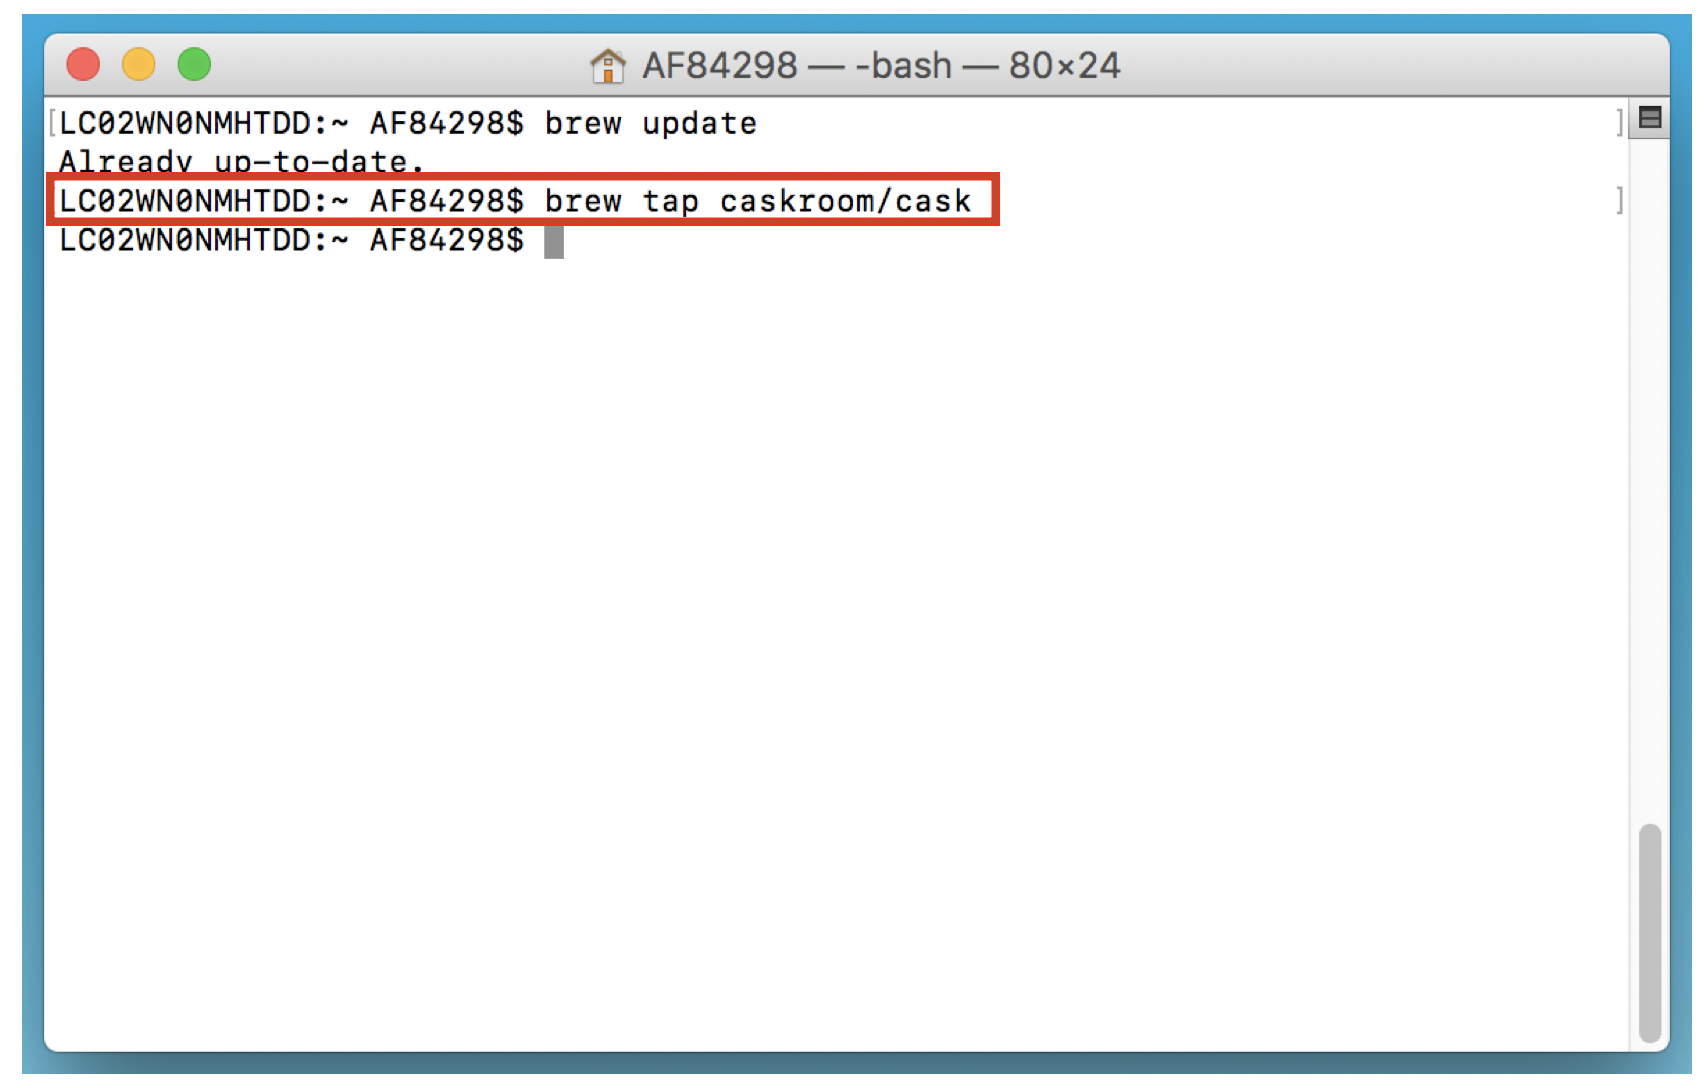 AF84298 — -bash — 80×24
[LC02WN0NMHTDD:~ AF84298$ brew update ]
Already up-to-date.
LC02WN0NMHTDD:~ AF84298$ brew tap caskroom/cask ]
LC02WN0NMHTDD:~ AF84298$